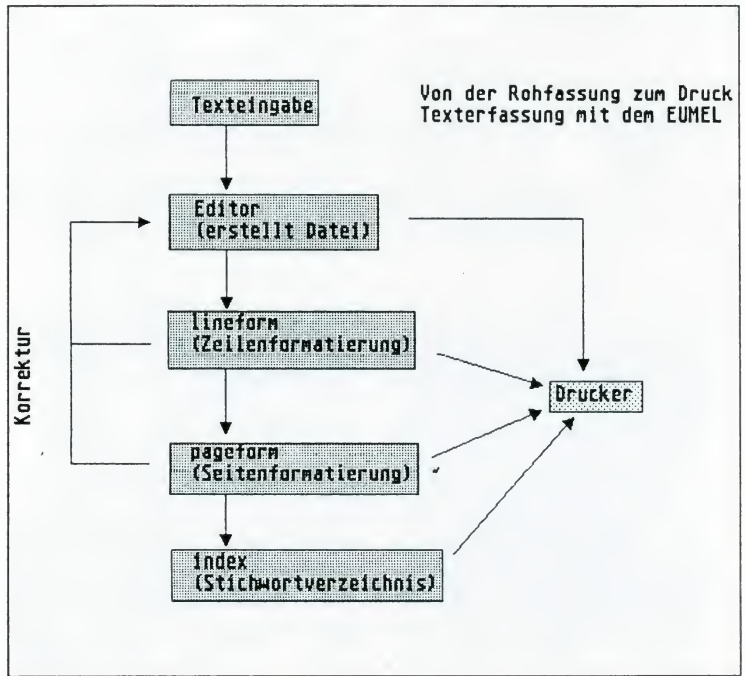 Texteingabe
Von der Rohfassung zum Druck
Texterfassung mit dem EUMEL
Editor
(erstellt Datei)
lineform
(Zeilenformatierung)
Korrektur
Drucker
pageform
(Seitenformatierung)
index
(Stichwortverzeichnis)